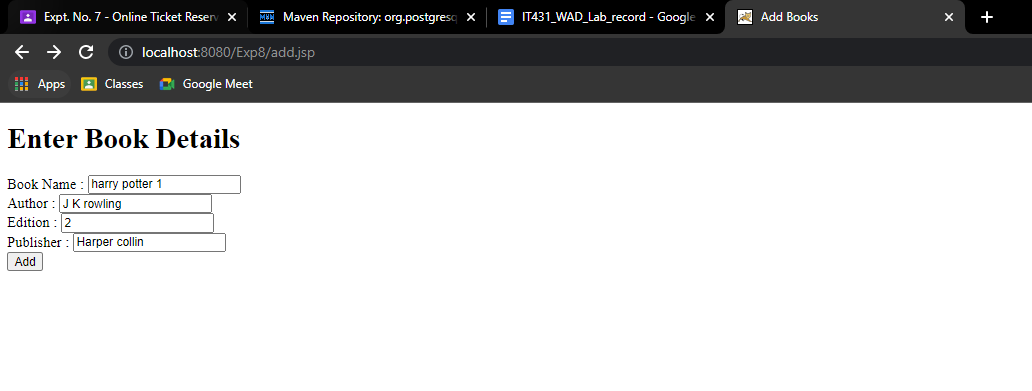 Expt. No. 7 - Online Ticket Reserv
Maven Repository: org.postgresq
IT431_WAD_Lab_record - Google
Add Books
localhost:8080/Exp8/add.jsp
Apps
Classes
Google Meet
Enter Book Details
Book Name : harry potter 1
Author : J K rowling
Edition : 2
Publisher : Harper collin
Add